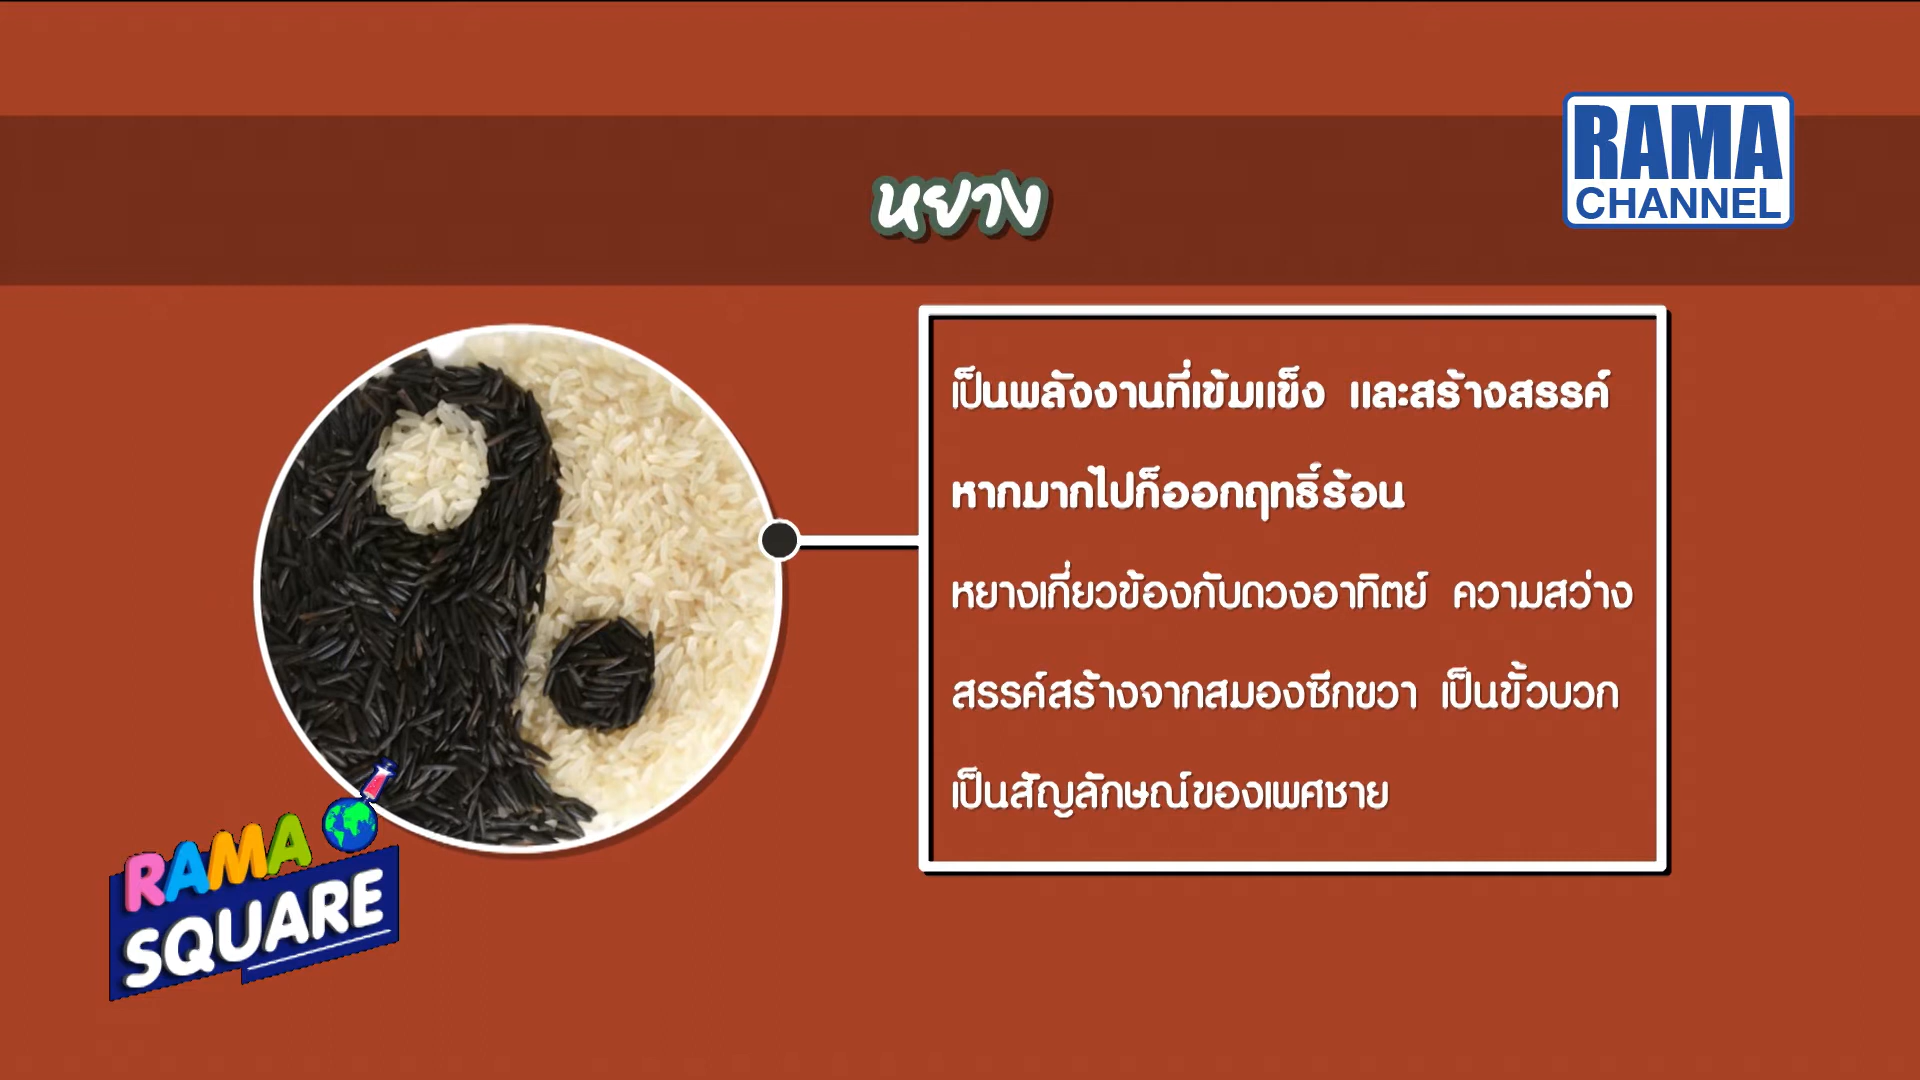 หยาง
RAMA
CHANNEL
เป็นพลังงานที่เข้มแข็ง และสร้างสรรค์
หากมากไปก็ออกฤทธิ์ร้อน
หยางเกี่ยวข้องกับดวงอาทิตย์ ความสว่าง
สรรค์สร้างจากสมองซีกขวา เป็นขั้วบวก
เป็นสัญลักษณ์ของเพศชาย
RAMA
SQUARE